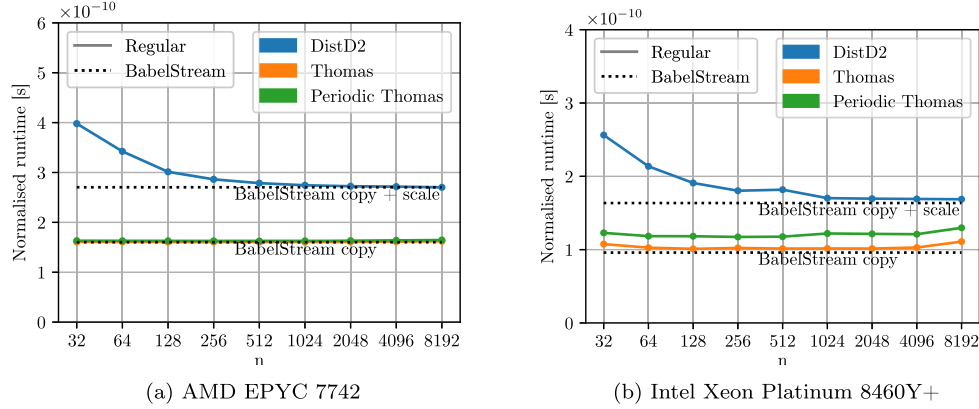 ×10⁻¹⁰
6
5
4
3
2
1
0
Normalised runtime [s]
Regular
BabelStream
DistD2
Thomas
Periodic Thomas
BabelStream copy + scale
BabelStream copy
32 64 128 256 512 1024 2048 4096 8192
n
(a) AMD EPYC 7742
×10⁻¹⁰
4
3
2
1
0
Normalised runtime [s]
Regular
BabelStream
DistD2
Thomas
Periodic Thomas
BabelStream copy + scale
BabelStream copy
32 64 128 256 512 1024 2048 4096 8192
n
(b) Intel Xeon Platinum 8460Y+